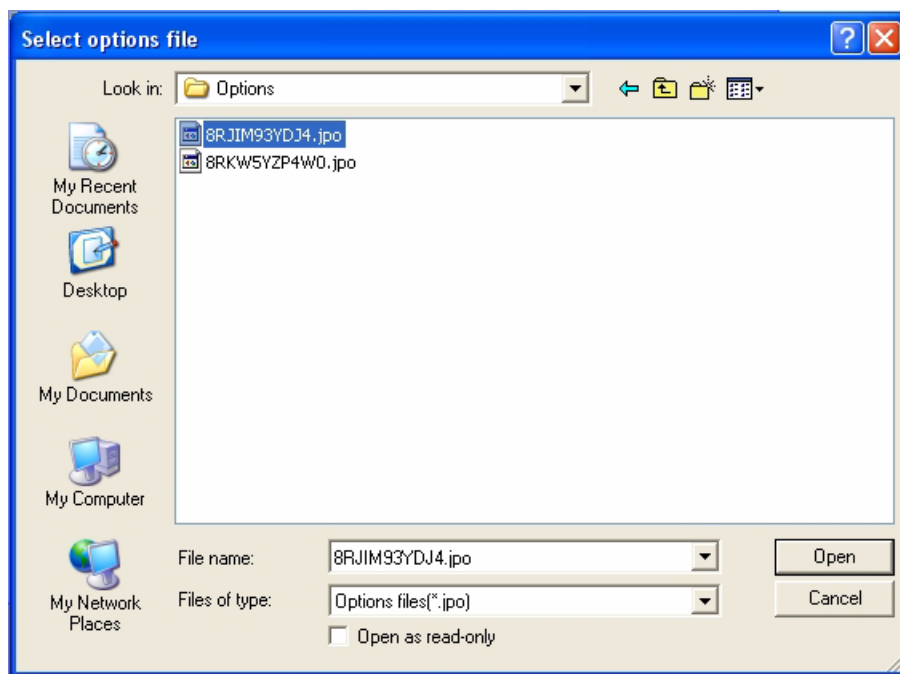 Select options file
Look in: Options
8RJIM93YDJ4.jpo
8RKW5YZP4W0.jpo
My Recent
Documents
Desktop
My Documents
My Computer
My Network
Places
File name: 8RJIM93YDJ4.jpo
Open
Files of type: Options files(*.jpo)
Cancel
Open as read-only